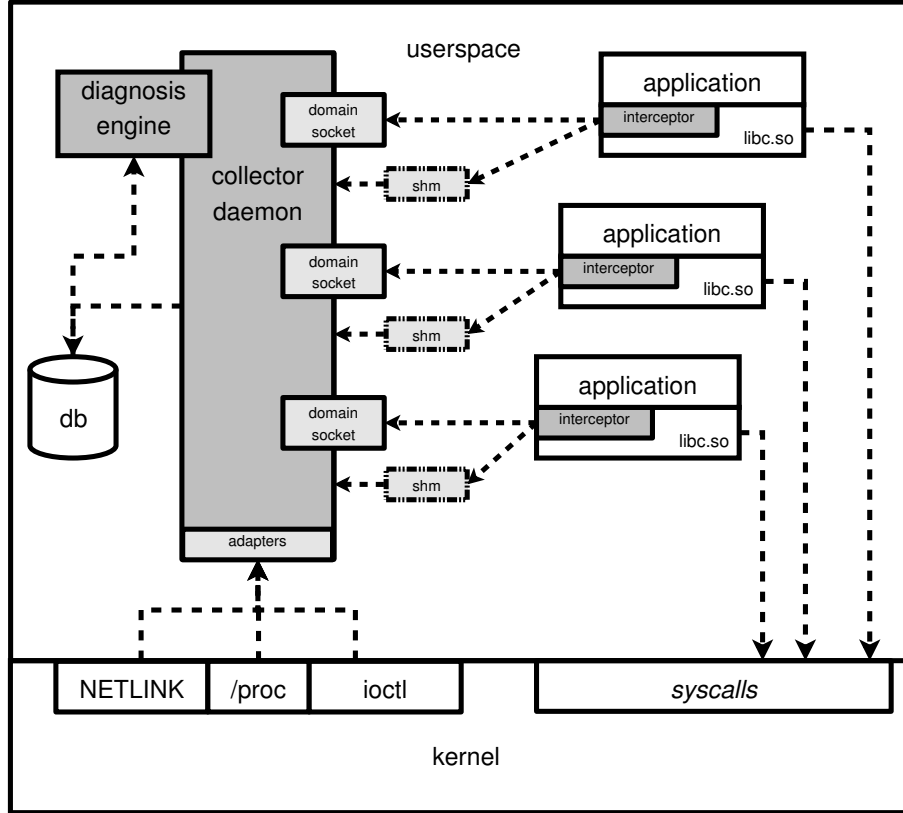 userspace
diagnosis
engine
collector
daemon
domain
socket
shm
application
interceptor
libc.so
domain
socket
shm
application
interceptor
libc.so
domain
socket
shm
application
interceptor
libc.so
db
adapters
NETLINK
/proc
ioctl
syscalls
kernel